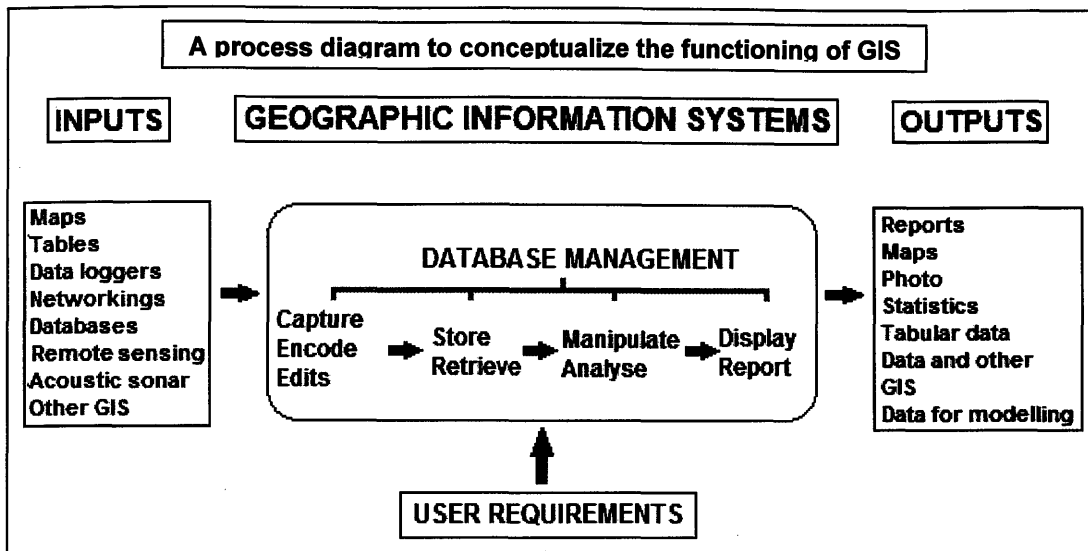 A process diagram to conceptualize the functioning of GIS
INPUTS
GEOGRAPHIC INFORMATION SYSTEMS
OUTPUTS
Maps
Tables
Data loggers
Networkings
Databases
Remote sensing
Acoustic sonar
Other GIS
DATABASE MANAGEMENT
Capture
Encode
Edits
Store
Retrieve
Manipulate
Analyse
Display
Report
Reports
Maps
Photo
Statistics
Tabular data
Data and other
GIS
Data for modelling
USER REQUIREMENTS